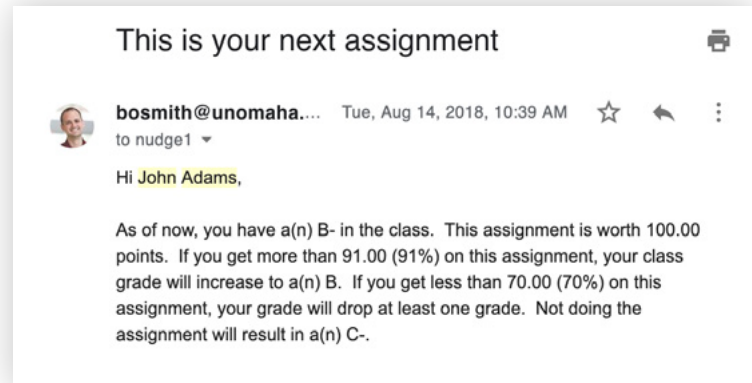 This is your next assignment
bosmith@unomaha.... Tue, Aug 14, 2018, 10:39 AM
to nudge1
Hi John Adams,
As of now, you have a(n) B- in the class. This assignment is worth 100.00
points. If you get more than 91.00 (91%) on this assignment, your class
grade will increase to a(n) B. If you get less than 70.00 (70%) on this
assignment, your grade will drop at least one grade. Not doing the
assignment will result in a(n) C-.